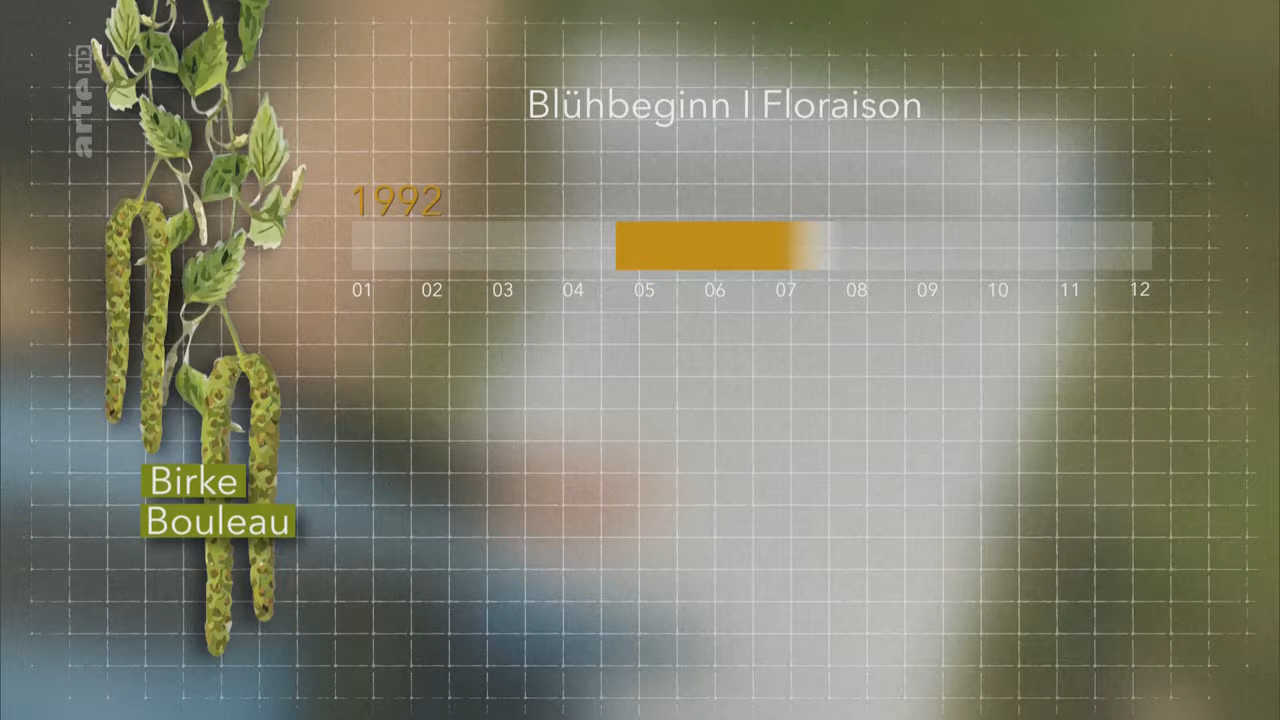 arte HD
Blühbeginn I Floraison
1992
01 02 03 04 05 06 07 08 09 10 11 12
Birke
Bouleau